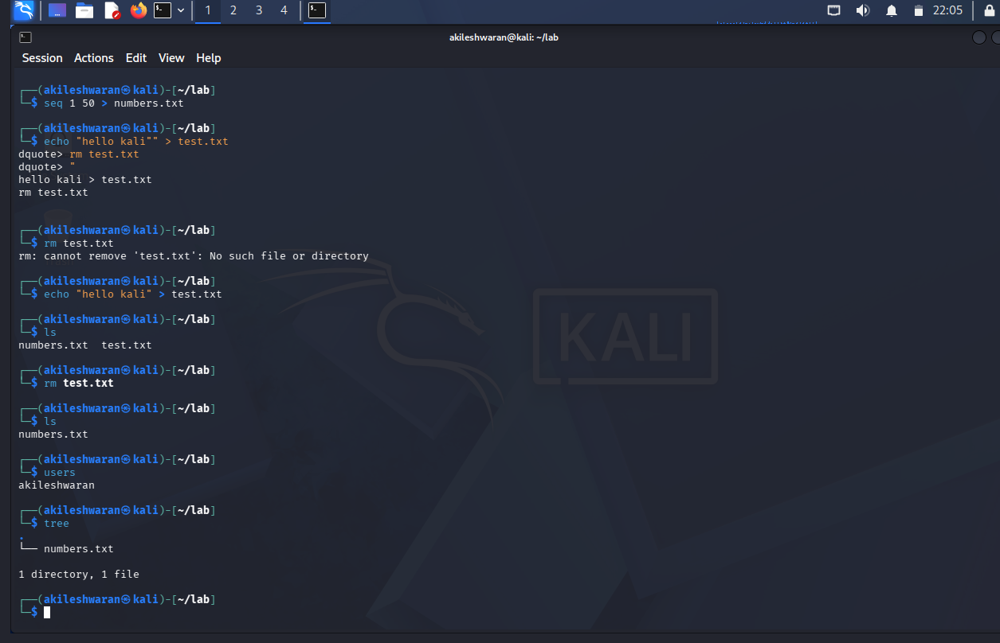 1 2 3 4 22:05
akileshwaran@kali: ~/lab
Session Actions Edit View Help
┌──(akileshwaran㉿kali)-[~/lab]
└─$ seq 1 50 > numbers.txt
┌──(akileshwaran㉿kali)-[~/lab]
└─$ echo "hello kali"" > test.txt
dquote> rm test.txt
dquote> "
hello kali > test.txt
rm test.txt
┌──(akileshwaran㉿kali)-[~/lab]
└─$ rm test.txt
rm: cannot remove 'test.txt': No such file or directory
┌──(akileshwaran㉿kali)-[~/lab]
└─$ echo "hello kali" > test.txt
┌──(akileshwaran㉿kali)-[~/lab]
└─$ ls
numbers.txt  test.txt
┌──(akileshwaran㉿kali)-[~/lab]
└─$ rm test.txt
┌──(akileshwaran㉿kali)-[~/lab]
└─$ ls
numbers.txt
┌──(akileshwaran㉿kali)-[~/lab]
└─$ users
akileshwaran
┌──(akileshwaran㉿kali)-[~/lab]
└─$ tree
.
└── numbers.txt
1 directory, 1 file
┌──(akileshwaran㉿kali)-[~/lab]
└─$
KALI